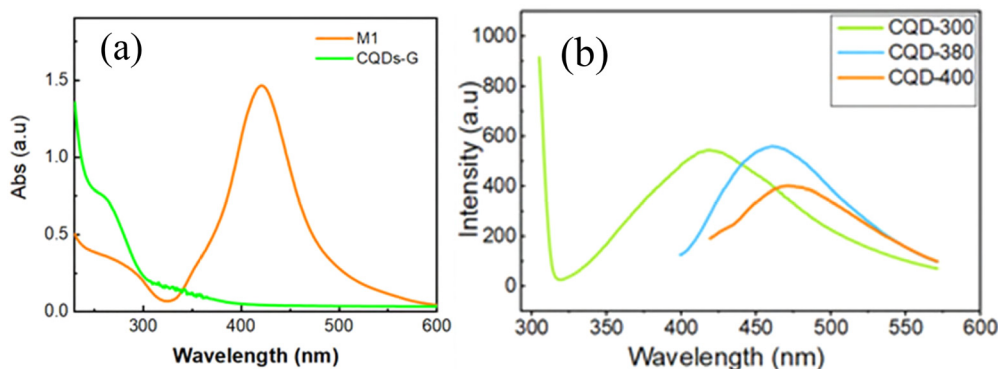 (a)
M1
CQDs-G
Abs (a.u)
1.5
1.0
0.5
0.0
300
400
500
600
Wavelength (nm)
(b)
CQD-300
CQD-380
CQD-400
Intensity (a.u)
1000
800
600
400
200
0
300
350
400
450
500
550
600
Wavelength (nm)